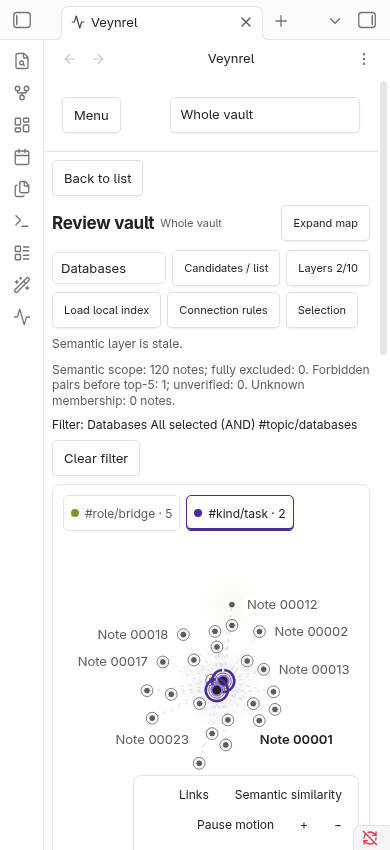 Veynrel
Veynrel
Menu
Whole vault
Back to list
Review vault Whole vault
Expand map
Databases
Candidates / list
Layers 2/10
Load local index
Connection rules
Selection
Semantic layer is stale.
Semantic scope: 120 notes; fully excluded: 0. Forbidden
pairs before top-5: 1; unverified: 0. Unknown
membership: 0 notes.
Filter: Databases All selected (AND) #topic/databases
Clear filter
#role/bridge · 5
#kind/task · 2
Note 00012
Note 00018
Note 00002
Note 00017
Note 00013
Note 00023
Note 00001
Links
Semantic similarity
Pause motion
+
−